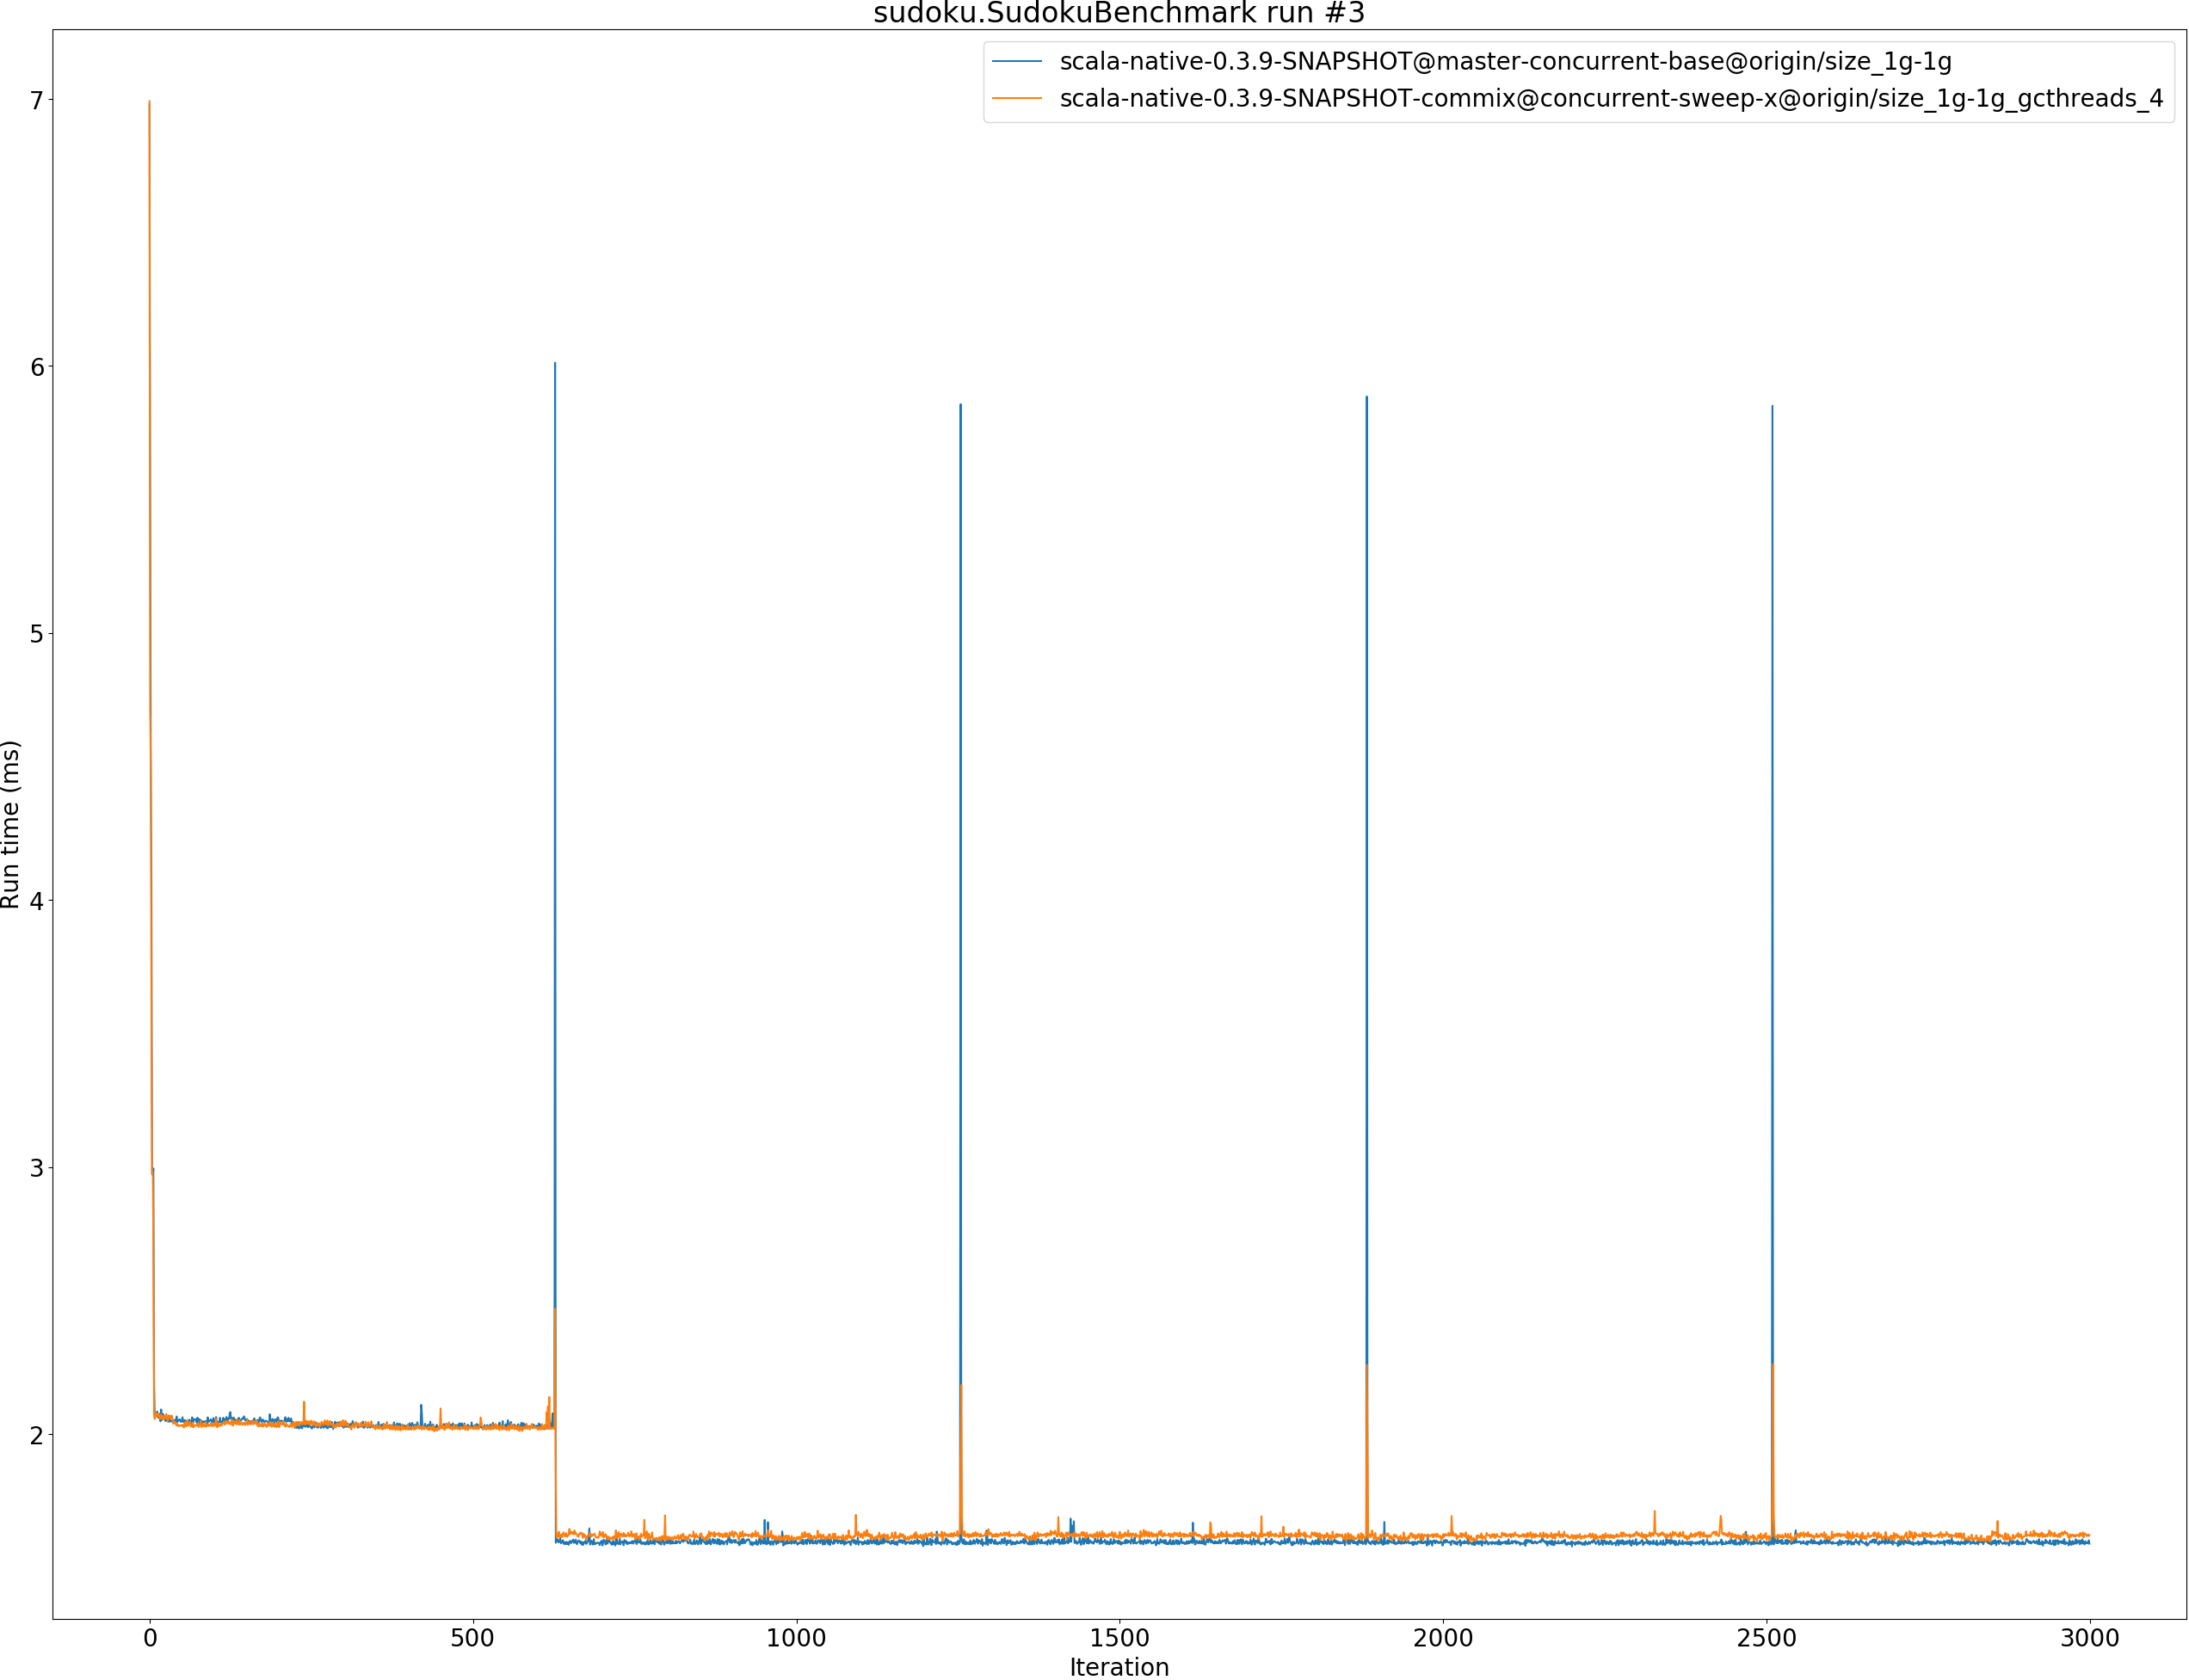 sudoku.SudokuBenchmark run #3
scala-native-0.3.9-SNAPSHOT@master-concurrent-base@origin/size_1g-1g
scala-native-0.3.9-SNAPSHOT-commix@concurrent-sweep-x@origin/size_1g-1g_gcthreads_4
7
6
5
4
3
2
Run time (ms)
0 500 1000 1500 2000 2500 3000
Iteration